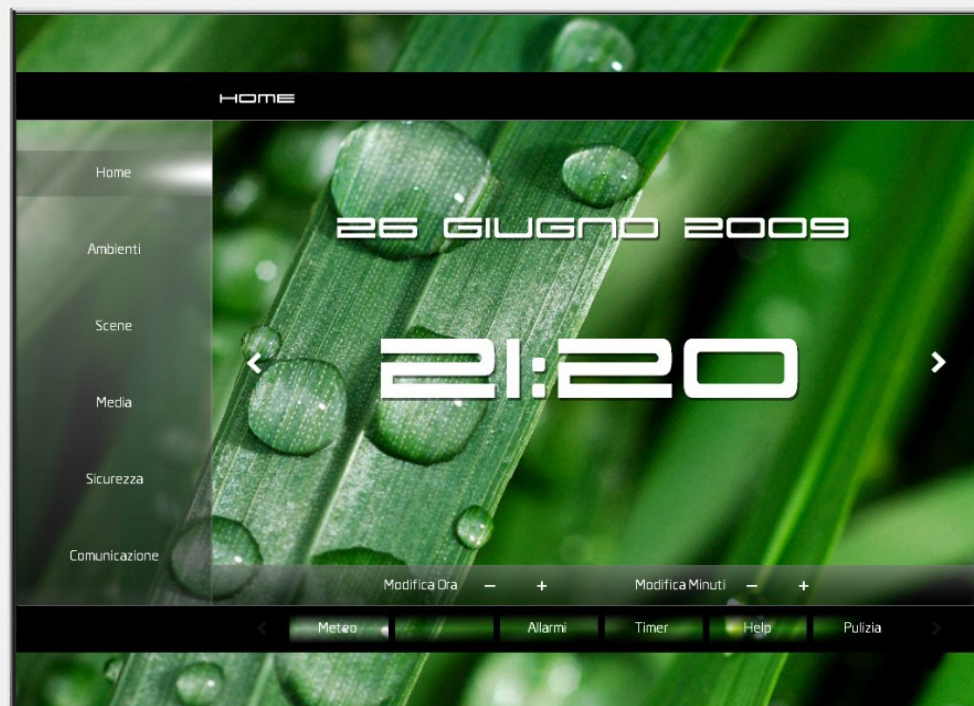 HOME
Home
Ambienti
Scene
Media
Sicurezza
Comunicazione
26 GIUGNO 2009
21:20
Modifica Ora - +
Modifica Minuti - +
Meteo
Allarmi
Timer
Help
Pulizia